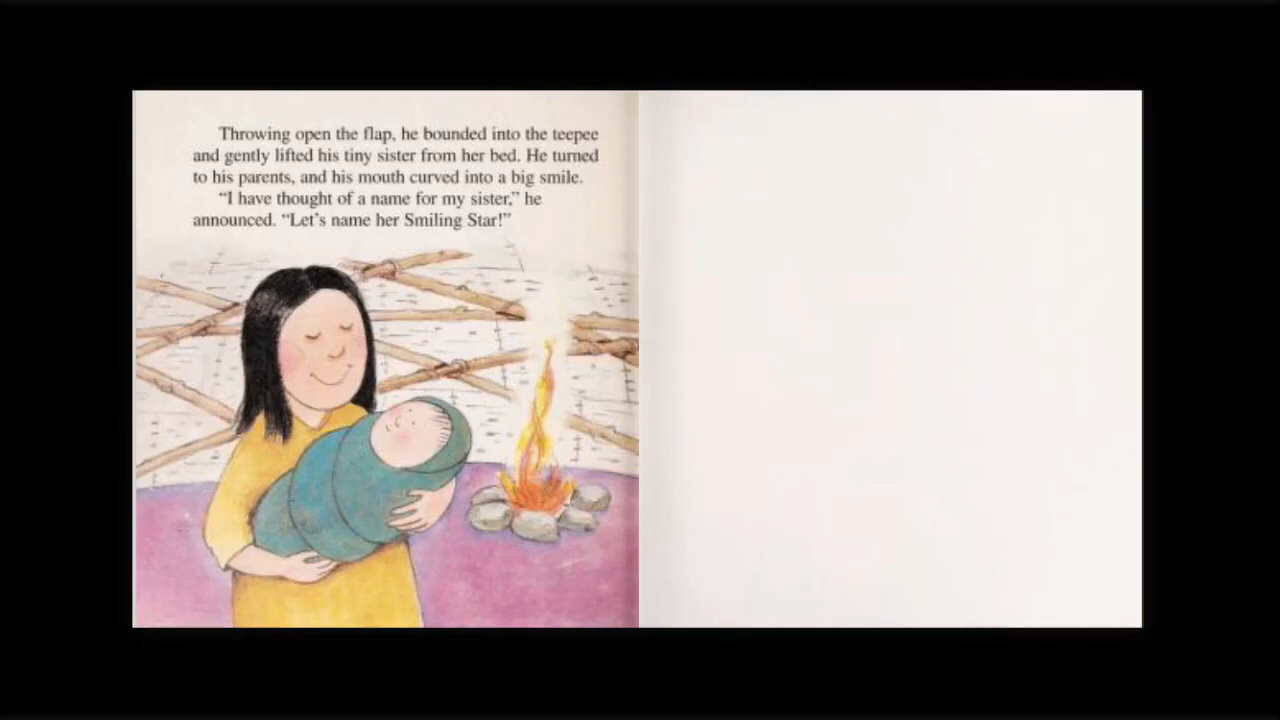 Throwing open the flap, he bounded into the teepee
and gently lifted his tiny sister from her bed. He turned
to his parents, and his mouth curved into a big smile.
“I have thought of a name for my sister,” he
announced. “Let’s name her Smiling Star!”